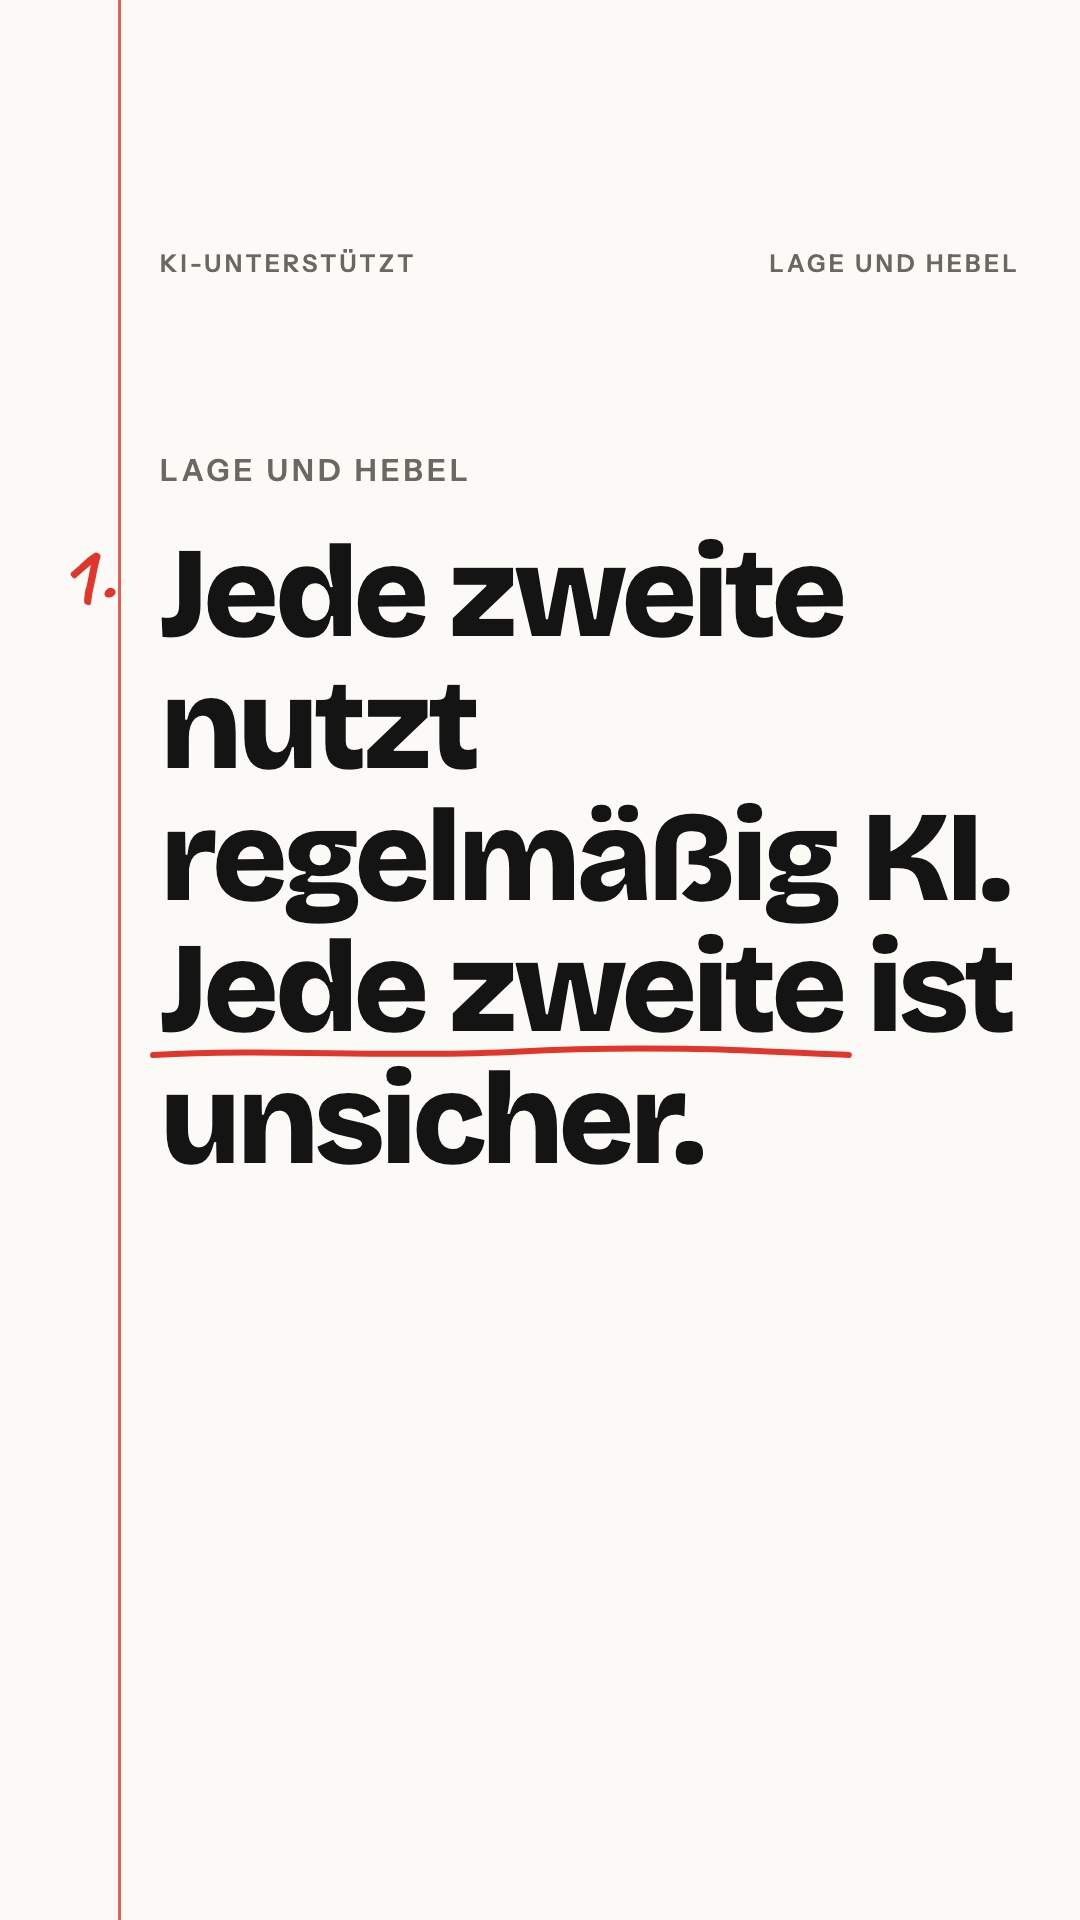 KI-UNTERSTÜTZT
LAGE UND HEBEL
LAGE UND HEBEL
1.
Jede zweite
nutzt
regelmäßig KI.
Jede zweite ist
unsicher.